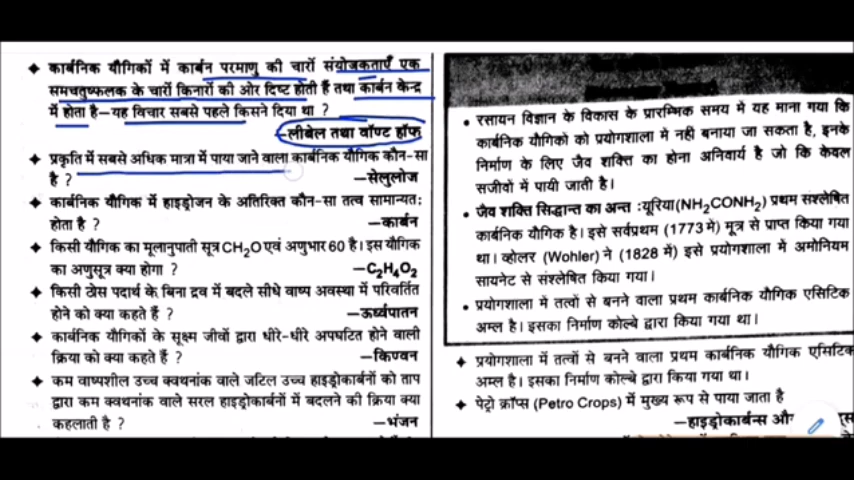 कार्बनिक यौगिकों में कार्बन परमाणु की चारों संयोजकताएँ एक
समचतुष्फलक के चारों किनारों की ओर दिष्ट होती हैं तथा कार्बन केन्द्र
में होता है—यह विचार सबसे पहले किसने दिया था ?
—लीबेल तथा वॉण्ट हॉफ
प्रकृति में सबसे अधिक मात्रा में पाया जाने वाला कार्बनिक यौगिक कौन-सा
है ? —सेलुलोज
कार्बनिक यौगिक में हाइड्रोजन के अतिरिक्त कौन-सा तत्व सामान्यतः
होता है ? —कार्बन
किसी यौगिक का मूलानुपाती सूत्र CH₂O एवं अणुभार 60 है। इस यौगिक
का अणुसूत्र क्या होगा ? —C₂H₄O₂
किसी ठोस पदार्थ के बिना द्रव में बदले सीधे वाष्प अवस्था में परिवर्तित
होने को क्या कहते हैं ? —ऊर्ध्वपातन
कार्बनिक यौगिकों के सूक्ष्म जीवों द्वारा धीरे-धीरे अपघटित होने वाली
क्रिया को क्या कहते हैं ? —किण्वन
कम वाष्पशील उच्च क्वथनांक वाले जटिल उच्च हाइड्रोकार्बनों को ताप
द्वारा कम क्वथनांक वाले सरल हाइड्रोकार्बनों में बदलने की क्रिया क्या
कहलाती है ? —भंजन
रसायन विज्ञान के विकास के प्रारम्भिक समय में यह माना गया कि
कार्बनिक यौगिको को प्रयोगशाला मे नही बनाया जा सकता है, इनके
निर्माण के लिए जैव शक्ति का होना अनिवार्य है जो कि केवल
सजीवों में पायी जाती है।
जैव शक्ति सिद्धान्त का अन्त :यूरिया(NH₂CONH₂) प्रथम संश्लेषित
कार्बनिक यौगिक है। इसे सर्वप्रथम (1773 में) मूत्र से प्राप्त किया गया
था। व्होलर (Wohler) ने (1828 में) इसे प्रयोगशाला में अमोनियम
सायनेट से संश्लेषित किया गया।
प्रयोगशाला में तत्वों से बनने वाला प्रथम कार्बनिक यौगिक एसिटिक
अम्ल है। इसका निर्माण कोल्बे द्वारा किया गया था।
प्रयोगशाला में तत्वों से बनने वाला प्रथम कार्बनिक यौगिक एसिटिक
अम्ल है। इसका निर्माण कोल्बे द्वारा किया गया था।
पेट्रो क्रॉप्स (Petro Crops) में मुख्य रूप से पाया जाता है
—हाइड्रोकार्बन्स